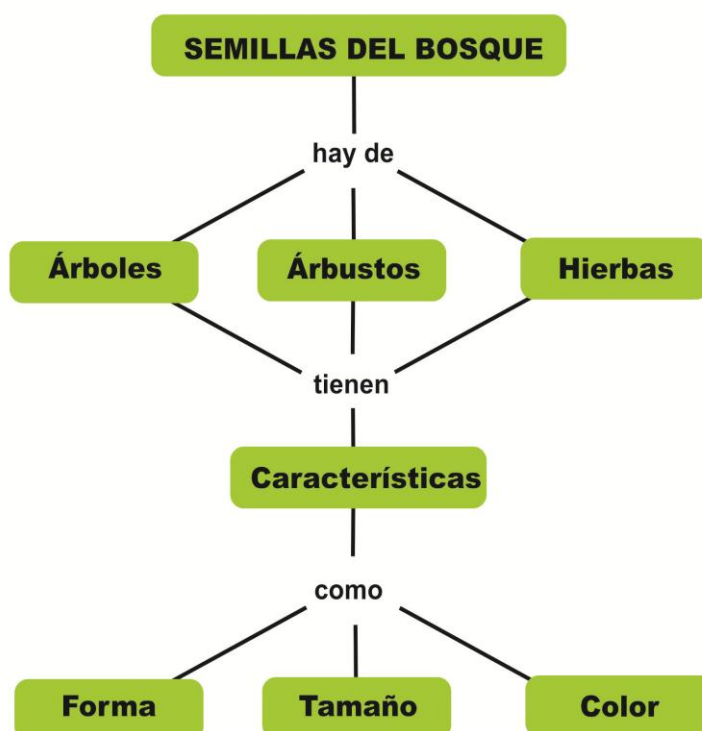 SEMILLAS DEL BOSQUE
hay de
Árboles
Árbustos
Hierbas
tienen
Características
como
Forma
Tamaño
Color